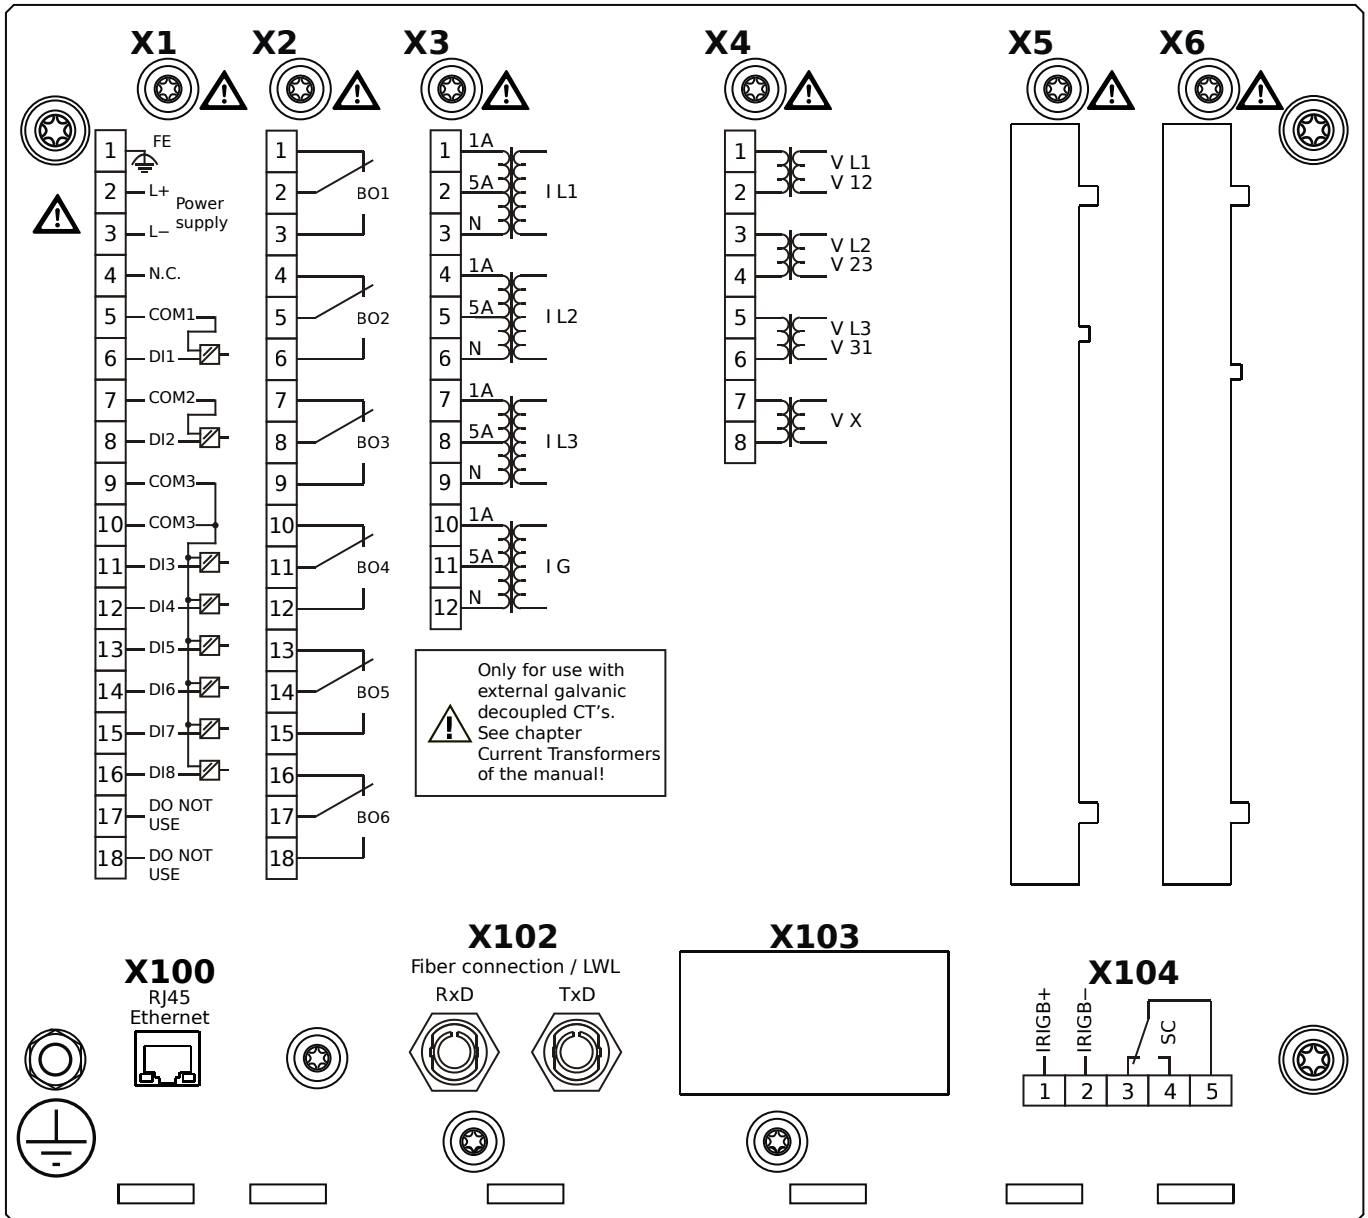 X1
X2
X3
X4
X5
X6
1 FE
2 L+
Power
supply
3 L−
4 N.C.
5 COM1
6 DI1
7 COM2
8 DI2
9 COM3
10 COM3
11 DI3
12 DI4
13 DI5
14 DI6
15 DI7
16 DI8
17 DO NOT
USE
18 DO NOT
USE
1
2 BO1
3
4
5 BO2
6
7
8 BO3
9
10
11 BO4
12
13
14 BO5
15
16
17 BO6
18
1 1A
2 5A I L1
3 N
4 1A
5 5A I L2
6 N
7 1A
8 5A I L3
9 N
10 1A
11 5A I G
12 N
Only for use with
external galvanic
decoupled CT's.
See chapter
Current Transformers
of the manual!
1 V L1
2 V 12
3 V L2
4 V 23
5 V L3
6 V 31
7 V X
8
X100
RJ45
Ethernet
X102
Fiber connection / LWL
RxD TxD
X103
X104
IRIGB+
IRIGB−
SC
1 2 3 4 5